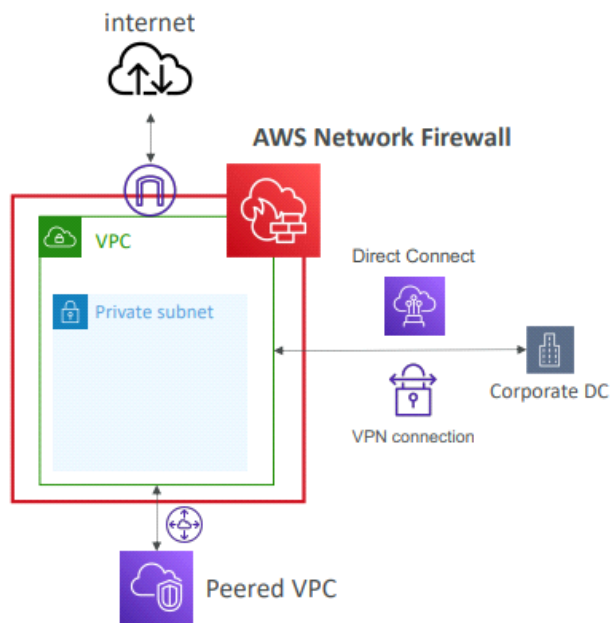 internet
AWS Network Firewall
VPC
Direct Connect
Private subnet
Corporate DC
VPN connection
Peered VPC